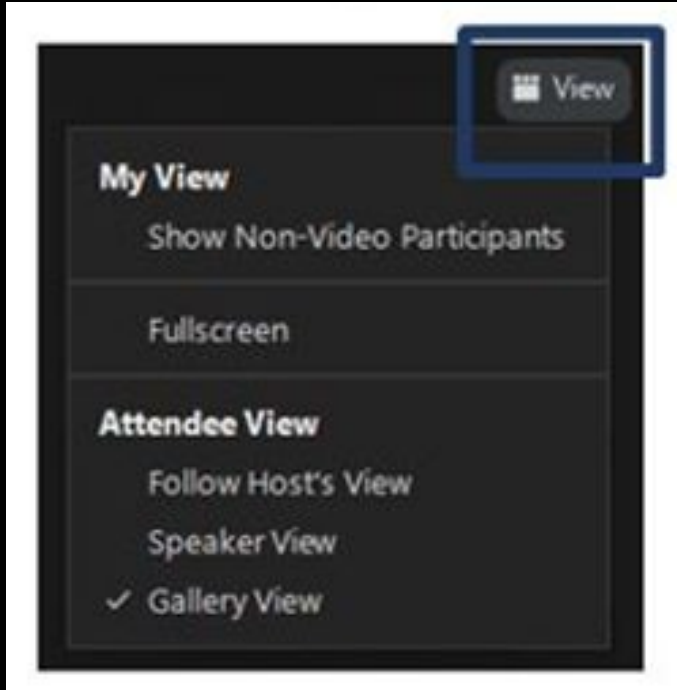 View
My View
Show Non-Video Participants
Fullscreen
Attendee View
Follow Host's View
Speaker View
Gallery View